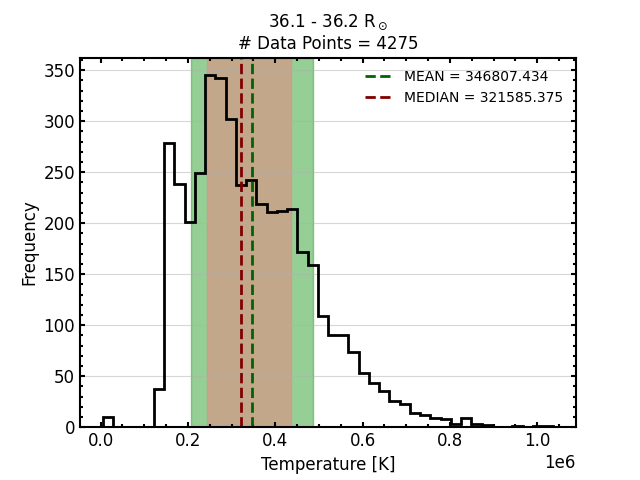 36.1 - 36.2 R⊙
# Data Points = 4275
MEAN = 346807.434
MEDIAN = 321585.375
Frequency
350
300
250
200
150
100
50
0
0.0 0.2 0.4 0.6 0.8 1.0
1e6
Temperature [K]